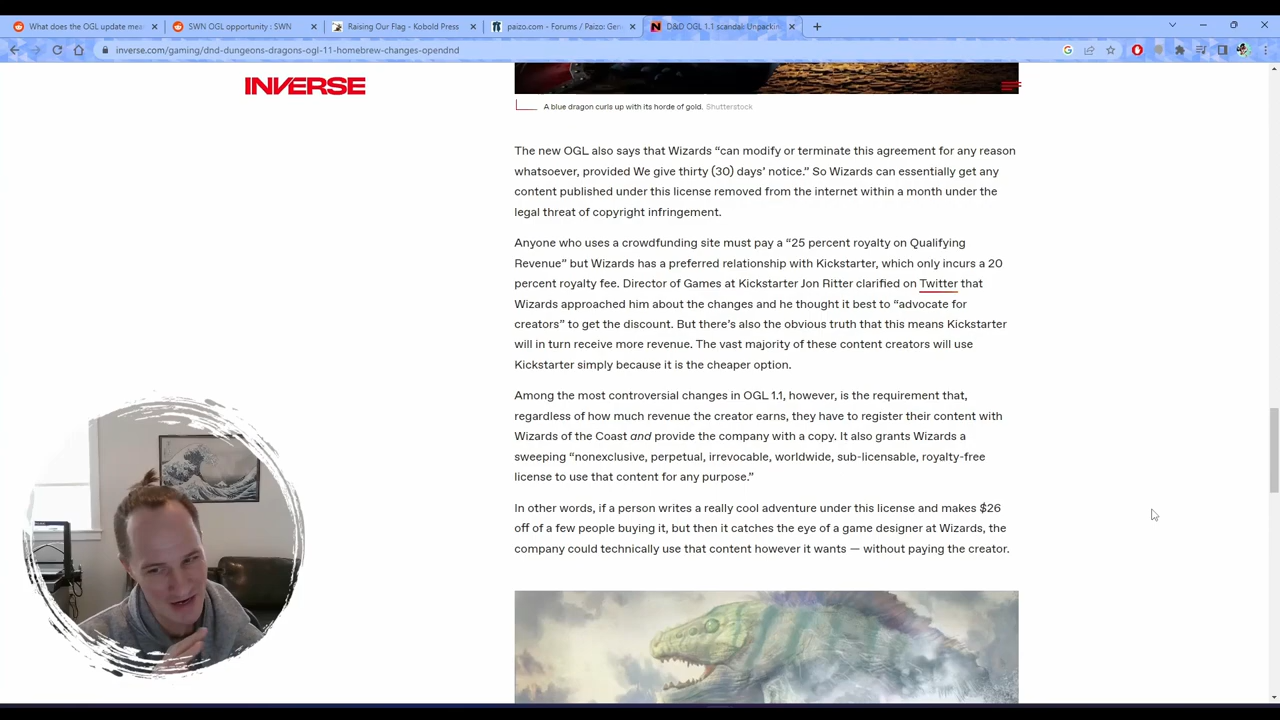 What does the OGL update mea
SWN OGL opportunity : SWN
Raising Our Flag - Kobold Press
paizo.com - Forums / Paizo: Gen
D&D OGL 1.1 scandal: Unpackin
inverse.com/gaming/dnd-dungeons-dragons-ogl-11-homebrew-changes-opendnd
INVERSE
A blue dragon curls up with its horde of gold. Shutterstock
The new OGL also says that Wizards “can modify or terminate this agreement for any reason
whatsoever, provided We give thirty (30) days’ notice.” So Wizards can essentially get any
content published under this license removed from the internet within a month under the
legal threat of copyright infringement.
Anyone who uses a crowdfunding site must pay a “25 percent royalty on Qualifying
Revenue” but Wizards has a preferred relationship with Kickstarter, which only incurs a 20
percent royalty fee. Director of Games at Kickstarter Jon Ritter clarified on Twitter that
Wizards approached him about the changes and he thought it best to “advocate for
creators” to get the discount. But there’s also the obvious truth that this means Kickstarter
will in turn receive more revenue. The vast majority of these content creators will use
Kickstarter simply because it is the cheaper option.
Among the most controversial changes in OGL 1.1, however, is the requirement that,
regardless of how much revenue the creator earns, they have to register their content with
Wizards of the Coast and provide the company with a copy. It also grants Wizards a
sweeping “nonexclusive, perpetual, irrevocable, worldwide, sub-licensable, royalty-free
license to use that content for any purpose.”
In other words, if a person writes a really cool adventure under this license and makes $26
off of a few people buying it, but then it catches the eye of a game designer at Wizards, the
company could technically use that content however it wants — without paying the creator.